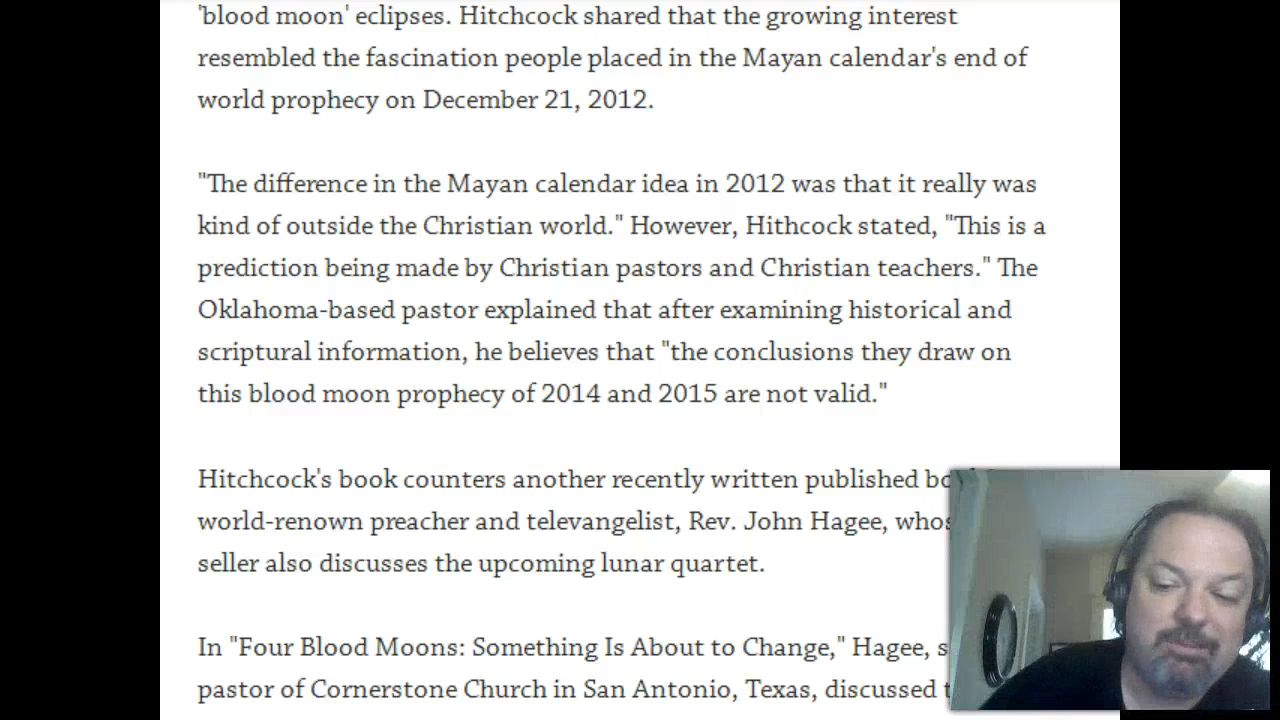 'blood moon' eclipses. Hitchcock shared that the growing interest
resembled the fascination people placed in the Mayan calendar's end of
world prophecy on December 21, 2012.
"The difference in the Mayan calendar idea in 2012 was that it really was
kind of outside the Christian world." However, Hithcock stated, "This is a
prediction being made by Christian pastors and Christian teachers." The
Oklahoma-based pastor explained that after examining historical and
scriptural information, he believes that "the conclusions they draw on
this blood moon prophecy of 2014 and 2015 are not valid."
Hitchcock's book counters another recently written published
world-renown preacher and televangelist, Rev. John Hagee,
seller also discusses the upcoming lunar quartet.
In "Four Blood Moons: Something Is About to Change," Hagee,
pastor of Cornerstone Church in San Antonio, Texas, discussed